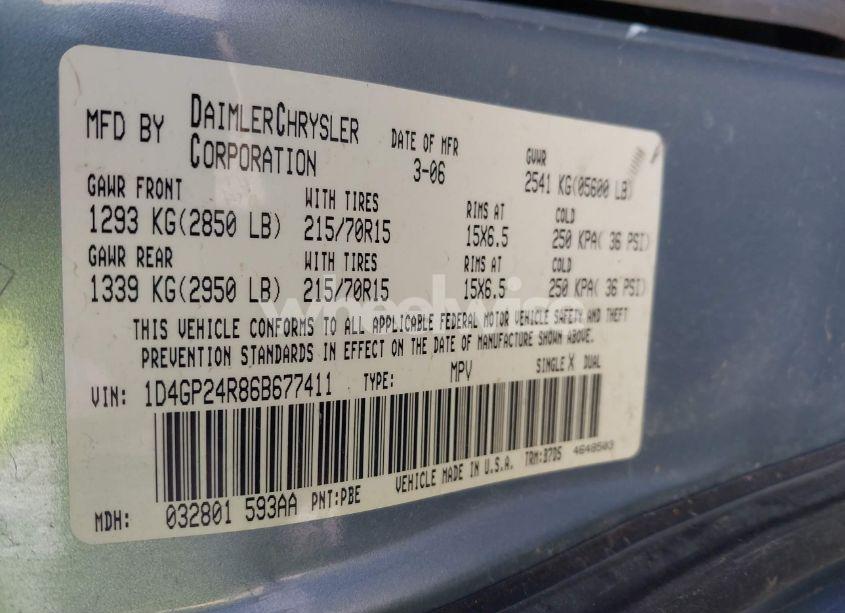 MFD BY DAIMLERCHRYSLER CORPORATION DATE OF MFR 3-06 GVWR 2541 KG(05600 LB)
GAWR FRONT WITH TIRES RIMS AT COLD
1293 KG(2850 LB) 215/70R15 15X6.5 250 KPA( 36 PSI)
GAWR REAR WITH TIRES RIMS AT COLD
1339 KG(2950 LB) 215/70R15 15X6.5 250 KPA( 36 PSI)
THIS VEHICLE CONFORMS TO ALL APPLICABLE FEDERAL MOTOR VEHICLE SAFETY AND THEFT
PREVENTION STANDARDS IN EFFECT ON THE DATE OF MANUFACTURE SHOWN ABOVE.
VIN: 1D4GP24R86B677411 TYPE: MPV SINGLE X DUAL
MDH: 032801 593AA PNT:PBE VEHICLE MADE IN U.S.A. TRM:B7D5 4648503